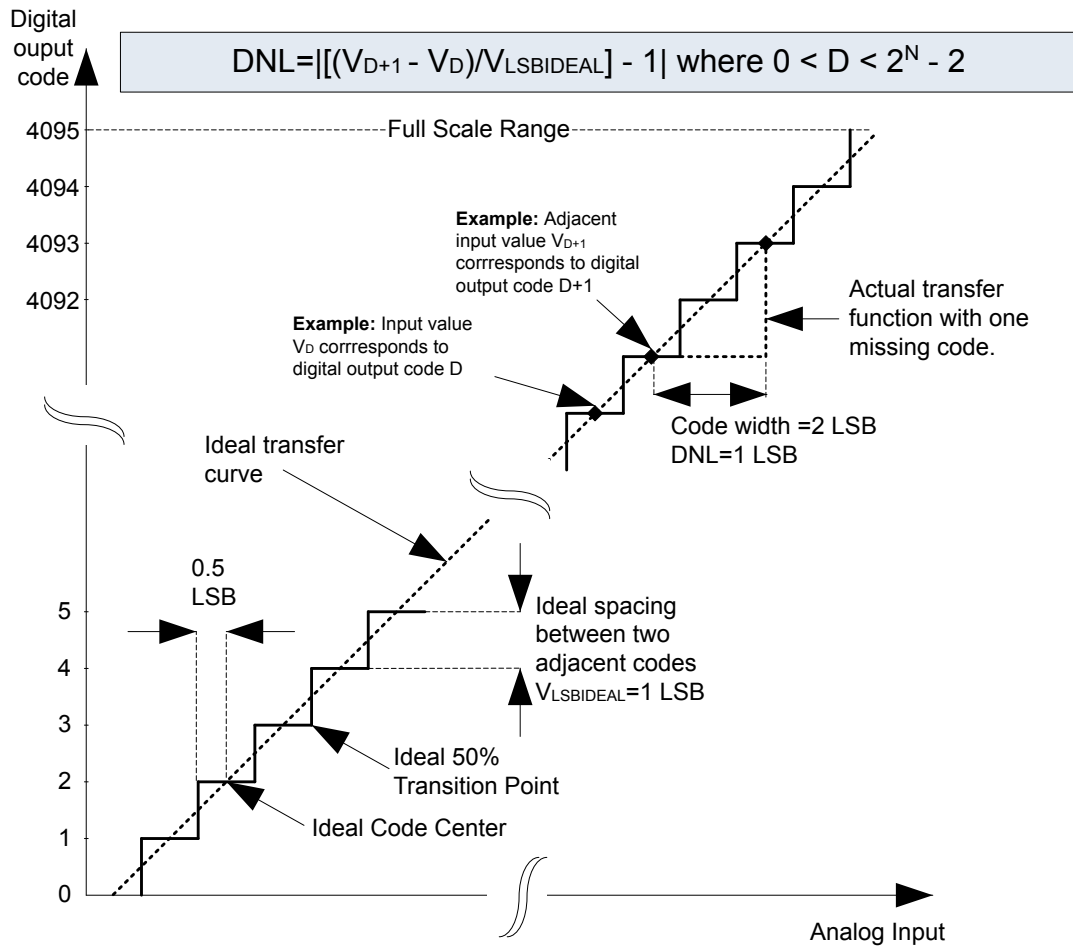 Digital
ouput
code
DNL=|[(VD+1 - VD)/VLSBIDEAL] - 1| where 0 < D < 2^N - 2
4095
Full Scale Range
4094
4093
4092
Example: Adjacent
input value VD+1
corrresponds to digital
output code D+1
Example: Input value
VD corrresponds to
digital output code D
Actual transfer
function with one
missing code.
Code width =2 LSB
DNL=1 LSB
Ideal transfer
curve
0.5
LSB
5
4
3
2
1
0
Ideal spacing
between two
adjacent codes
VLSBIDEAL=1 LSB
Ideal 50%
Transition Point
Ideal Code Center
Analog Input